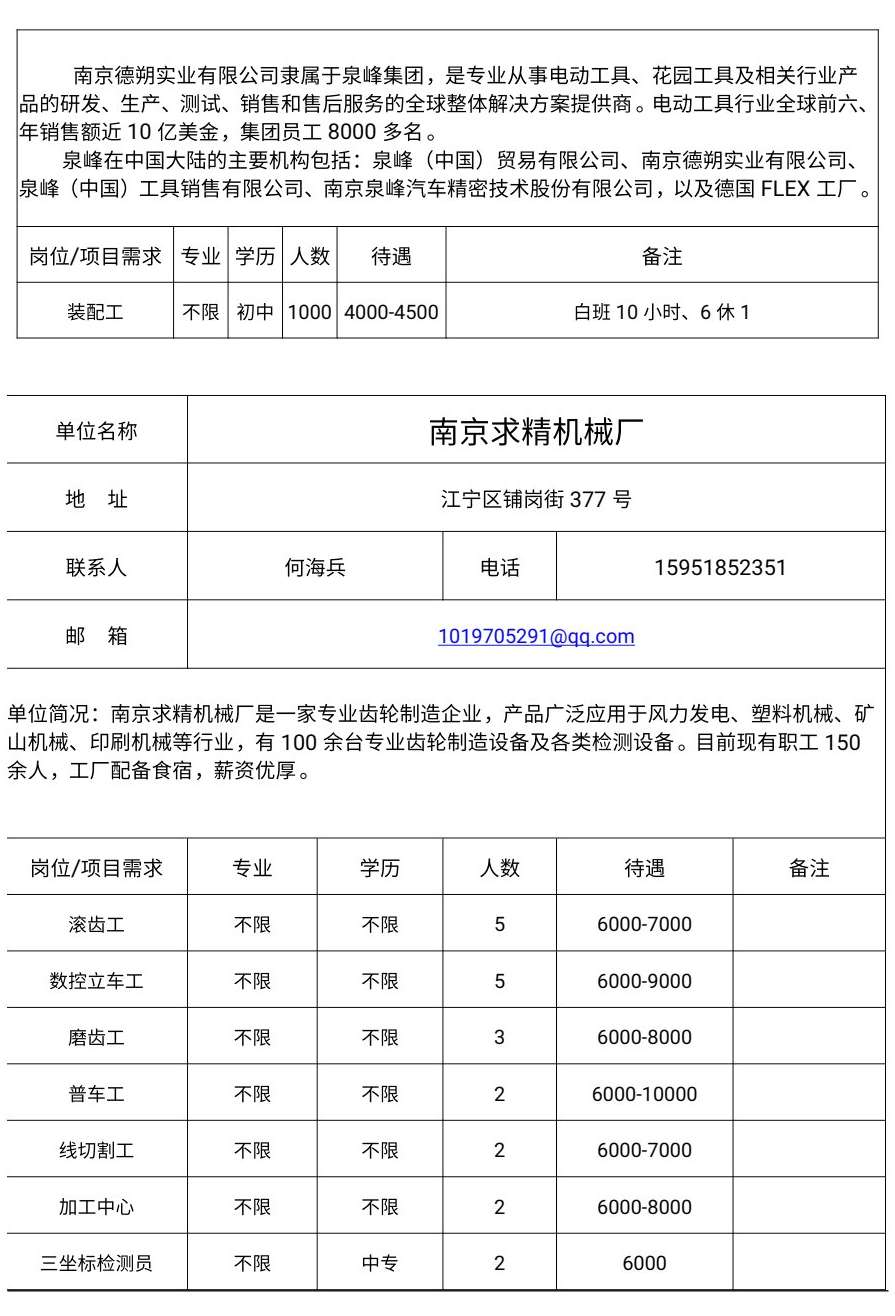 南京德朔实业有限公司隶属于泉峰集团，是专业从事电动工具、花园工具及相关行业产
品的研发、生产、测试、销售和售后服务的全球整体解决方案提供商。电动工具行业全球前六、
年销售额近 10 亿美金，集团员工 8000 多名。
泉峰在中国大陆的主要机构包括：泉峰（中国）贸易有限公司、南京德朔实业有限公司、
泉峰（中国）工具销售有限公司、南京泉峰汽车精密技术股份有限公司，以及德国 FLEX 工厂。
岗位/项目需求 专业 学历 人数 待遇 备注
装配工 不限 初中 1000 4000-4500 白班 10 小时、6 休 1
单位名称 南京求精机械厂
地 址 江宁区铺岗街 377 号
联系人 何海兵 电话 15951852351
邮 箱 1019705291@qq.com
单位简况：南京求精机械厂是一家专业齿轮制造企业，产品广泛应用于风力发电、塑料机械、矿
山机械、印刷机械等行业，有 100 余台专业齿轮制造设备及各类检测设备。目前现有职工 150
余人，工厂配备食宿，薪资优厚。
岗位/项目需求 专业 学历 人数 待遇 备注
滚齿工 不限 不限 5 6000-7000
数控立车工 不限 不限 5 6000-9000
磨齿工 不限 不限 3 6000-8000
普车工 不限 不限 2 6000-10000
线切割工 不限 不限 2 6000-7000
加工中心 不限 不限 2 6000-8000
三坐标检测员 不限 中专 2 6000